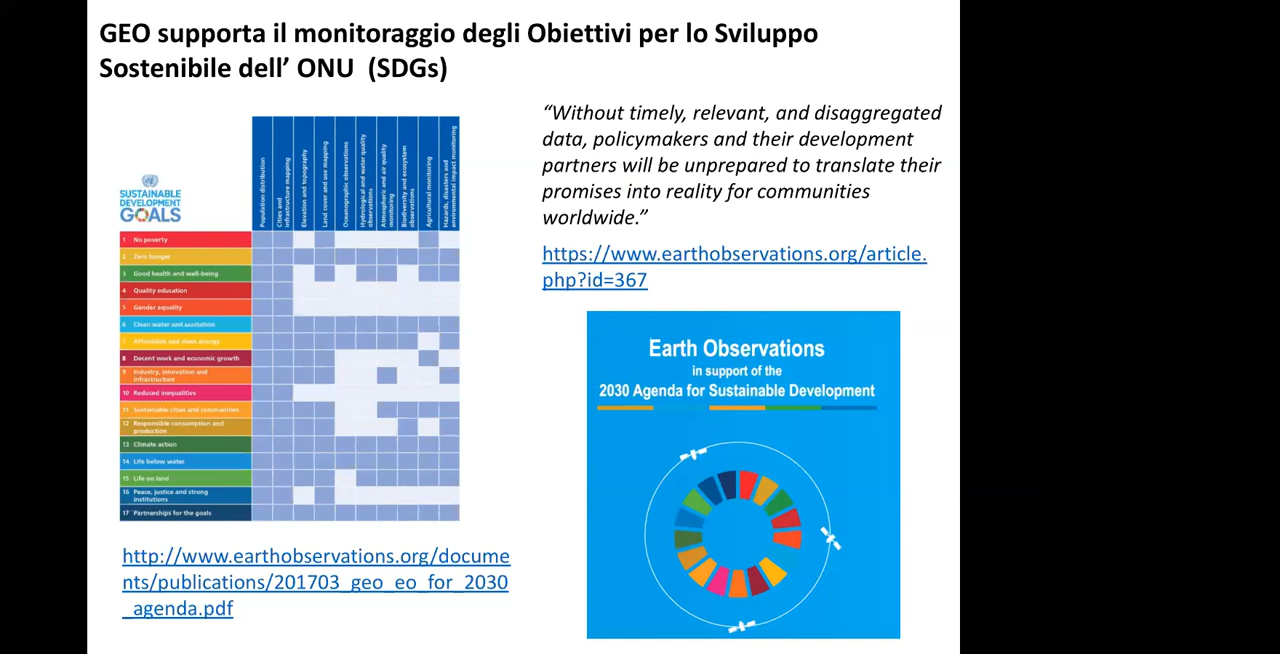 GEO supporta il monitoraggio degli Obiettivi per lo Sviluppo
Sostenibile dell’ ONU  (SDGs)
SUSTAINABLE
DEVELOPMENT
GOALS
Population distribution
Cities and
infrastructure mapping
Elevation and topography
Land cover and use mapping
Oceanographic observations
Hydrological and water quality
observations
Atmospheric and air quality
monitoring
Biodiversity and ecosystem
observations
Agricultural monitoring
Hazards, disasters and
environmental impact monitoring
1 No poverty
2 Zero hunger
3 Good health and well-being
4 Quality education
5 Gender equality
6 Clean water and sanitation
7 Affordable and clean energy
8 Decent work and economic growth
9 Industry, innovation and
infrastructure
10 Reduced inequalities
11 Sustainable cities and communities
12 Responsible consumption and
production
13 Climate action
14 Life below water
15 Life on land
16 Peace, justice and strong
institutions
17 Partnerships for the goals
http://www.earthobservations.org/docume
nts/publications/201703_geo_eo_for_2030
_agenda.pdf
“Without timely, relevant, and disaggregated
data, policymakers and their development
partners will be unprepared to translate their
promises into reality for communities
worldwide.”
https://www.earthobservations.org/article.
php?id=367
Earth Observations
in support of the
2030 Agenda for Sustainable Development